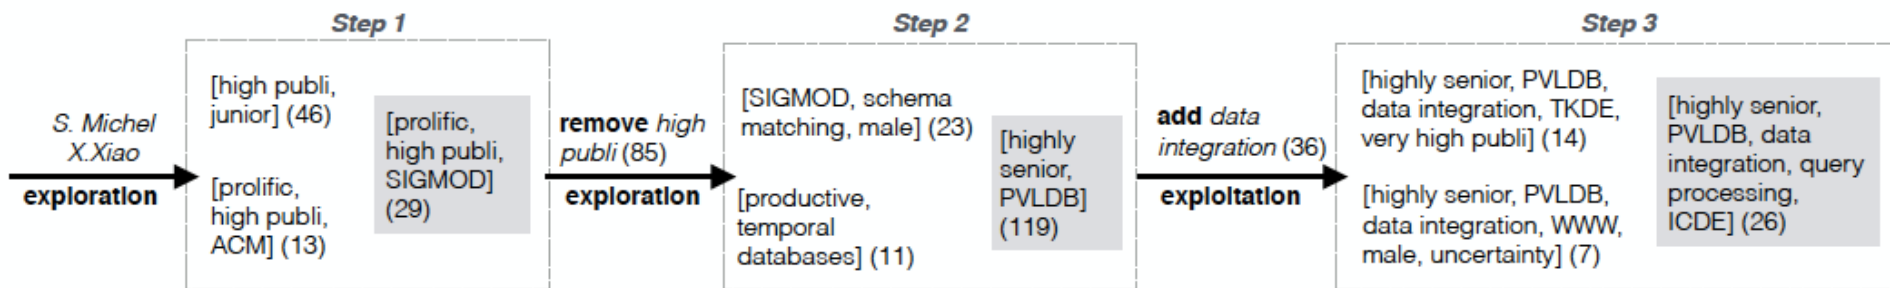 Step 1
Step 2
Step 3
S. Michel
X.Xiao
exploration
[high publi,
junior] (46)
[prolific,
high publi,
ACM] (13)
[prolific,
high publi,
SIGMOD]
(29)
remove high
publi (85)
exploration
[SIGMOD, schema
matching, male] (23)
[productive,
temporal
databases] (11)
[highly
senior,
PVLDB]
(119)
add data
integration (36)
exploitation
[highly senior, PVLDB,
data integration, TKDE,
very high publi] (14)
[highly senior, PVLDB,
data integration, WWW,
male, uncertainty] (7)
[highly senior,
PVLDB, data
integration, query
processing,
ICDE] (26)